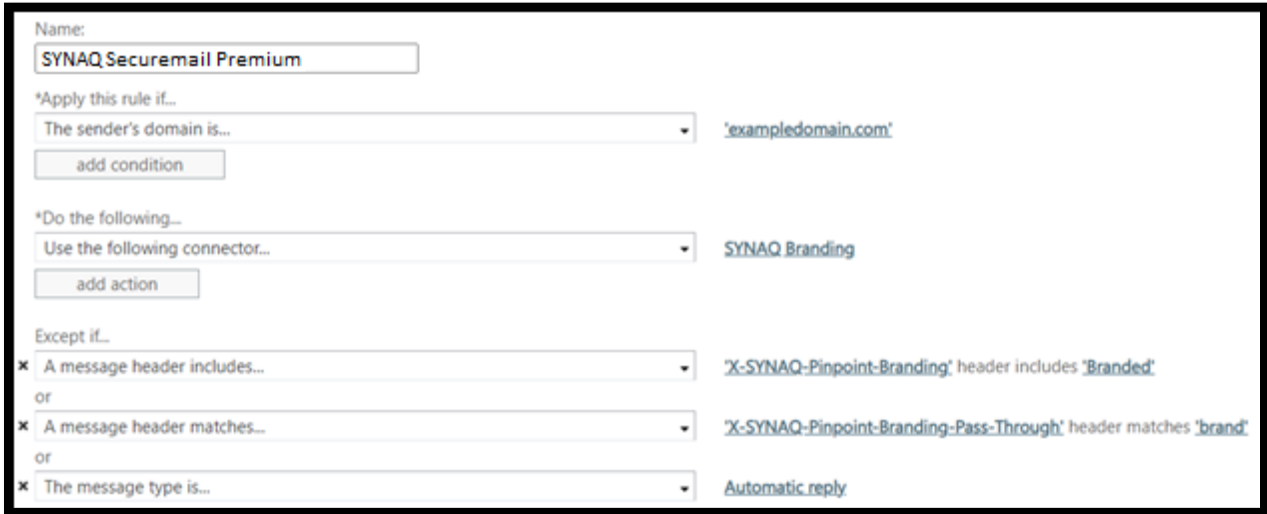 Name:
SYNAQ Securemail Premium
*Apply this rule if...
The sender's domain is... 'exampledomain.com'
add condition
*Do the following...
Use the following connector... SYNAQ Branding
add action
Except if...
A message header includes... 'X-SYNAQ-Pinpoint-Branding' header includes 'Branded'
or
A message header matches... 'X-SYNAQ-Pinpoint-Branding-Pass-Through' header matches 'brand'
or
The message type is... Automatic reply